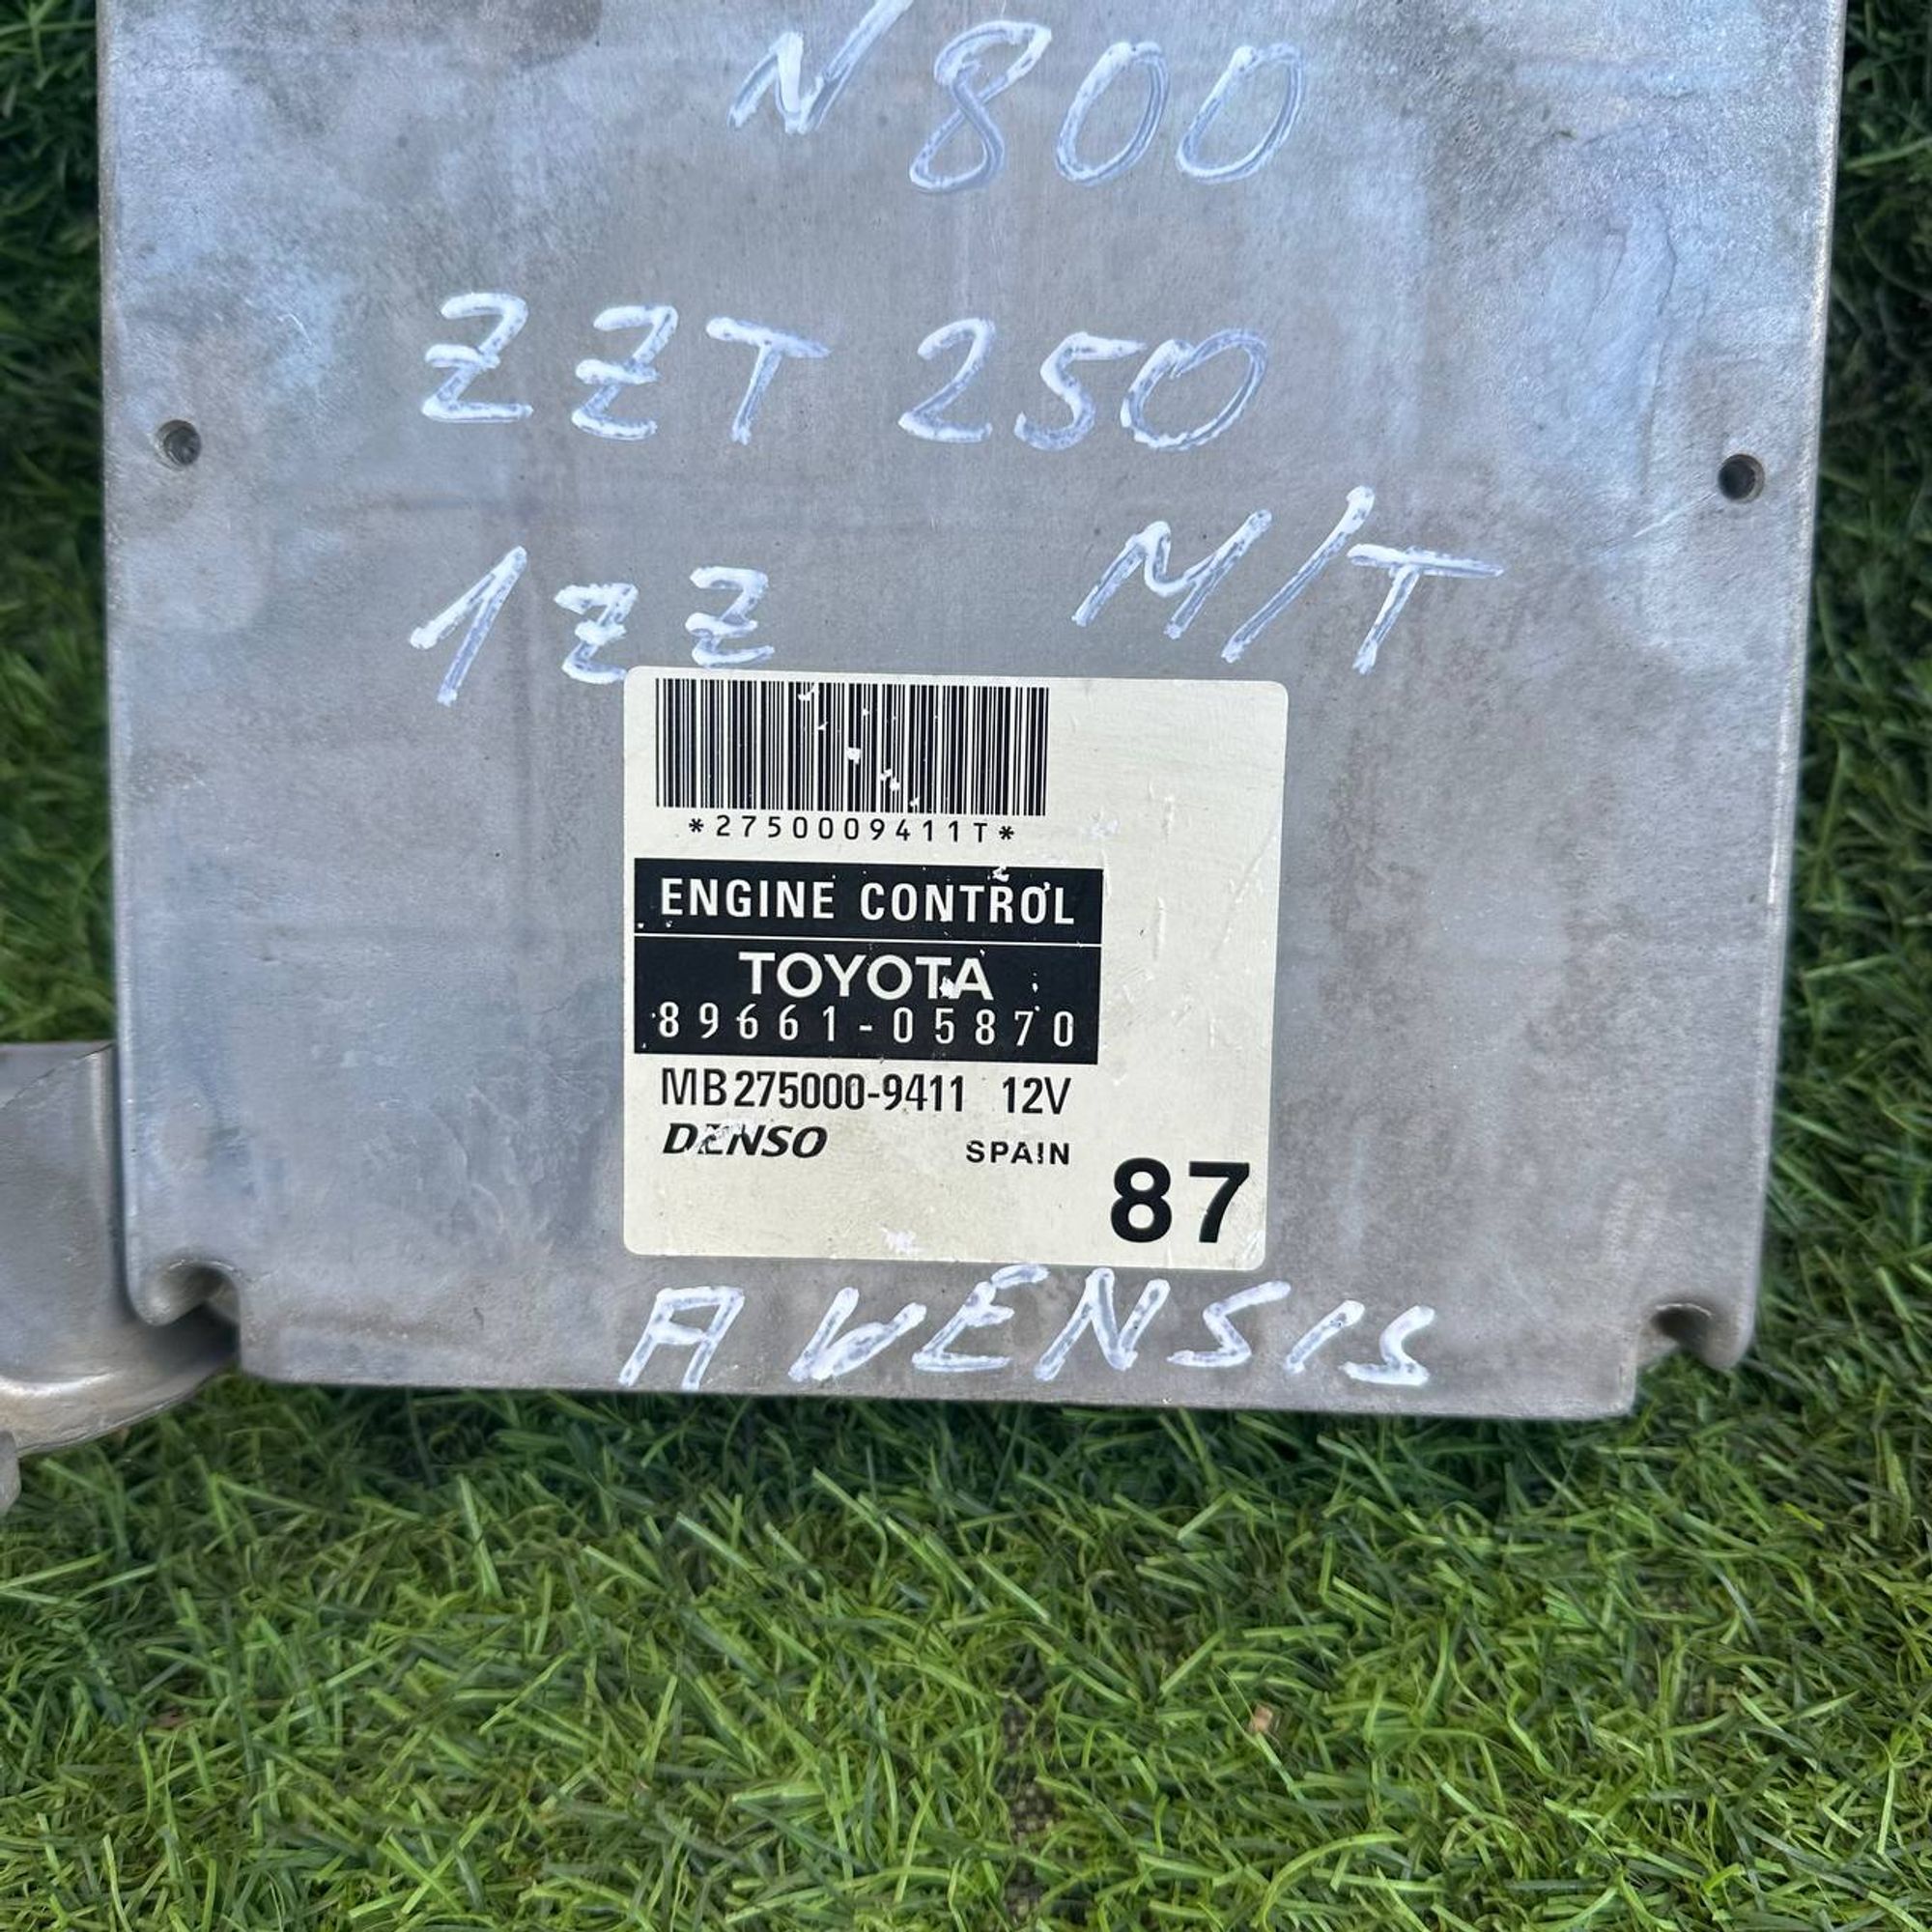 N800
ZZT 250
1ZZ M/T
*2750009411T*
ENGINE CONTROL
TOYOTA
89661-05870
MB275000-9411 12V
DENSO SPAIN
87
AVENSIS